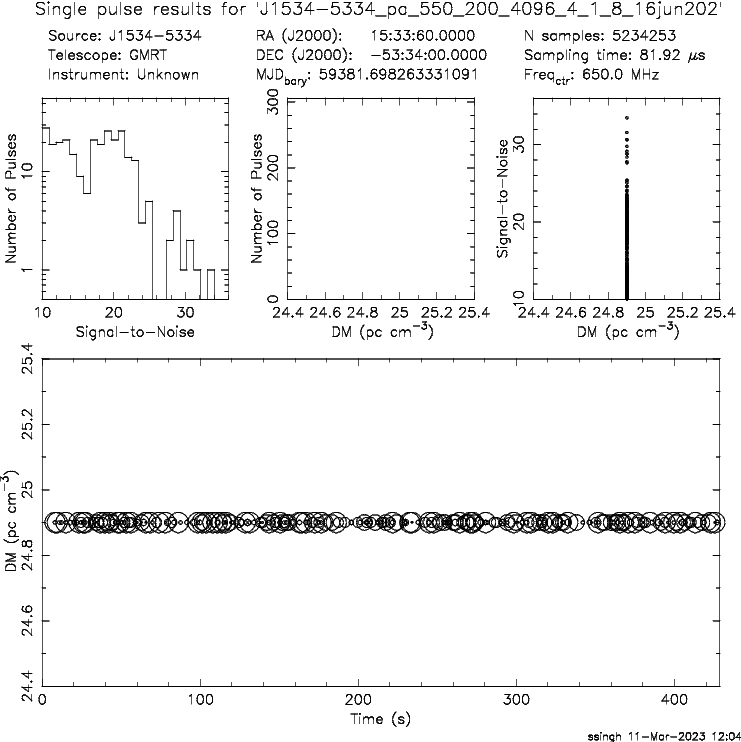 Single pulse results for 'J1534-5334_pa_550_200_4096_4_1_8_16jun202'
Source: J1534-5334 RA (J2000): 15:33:60.0000 N samples: 5234253
Telescope: GMRT DEC (J2000): -53:34:00.0000 Sampling time: 81.92 μs
Instrument: Unknown MJDbary: 59381.698263331091 Freqctr: 650.0 MHz
Number of Pulses
1 10
10 20 30
Signal-to-Noise
Number of Pulses
0 100 200 300
24.4 24.6 24.8 25 25.2 25.4
DM (pc cm-3)
Signal-to-Noise
10 20 30
24.4 24.6 24.8 25 25.2 25.4
DM (pc cm-3)
DM (pc cm-3)
24.4 24.6 24.8 25 25.2 25.4
0 100 200 300 400
Time (s)
ssingh 11-Mar-2023 12:04